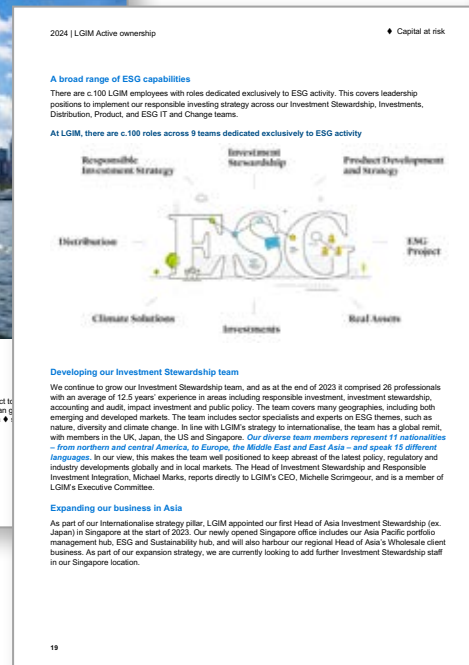 2024 | LGIM Active ownership
♦ Capital at risk
A broad range of ESG capabilities
There are c.100 LGIM employees with roles dedicated exclusively to ESG activity. This covers leadership
positions to implement our responsible investing strategy across our Investment Stewardship, Investments,
Distribution, Product, and ESG IT and Change teams.
At LGIM, there are c.100 roles across 9 teams dedicated exclusively to ESG activity
Responsible
Investment Strategy
Investment
Stewardship
Product Development
and Strategy
Distribution
ESG
ESG
Project
Climate Solutions
Investments
Real Assets
Developing our Investment Stewardship team
We continue to grow our Investment Stewardship team, and as at the end of 2023 it comprised 26 professionals
with an average of 12.5 years' experience in areas including responsible investment, investment stewardship,
accounting and audit, impact investment and public policy. The team covers many geographies, including both
emerging and developed markets. The team includes sector specialists and experts on ESG themes, such as
nature, diversity and climate change. In line with LGIM's strategy to internationalise, the team has a global remit,
with members in the UK, Japan, the US and Singapore. Our diverse team members represent 11 nationalities
– from northern and central America, to Europe, the Middle East and East Asia – and speak 15 different
languages. In our view, this makes the team well positioned to keep abreast of the latest policy, regulatory and
industry developments globally and in local markets. The Head of Investment Stewardship and Responsible
Investment Integration, Michael Marks, reports directly to LGIM's CEO, Michelle Scrimgeour, and is a member of
LGIM's Executive Committee.
Expanding our business in Asia
As part of our Internationalise strategy pillar, LGIM appointed our first Head of Asia Investment Stewardship (ex.
Japan) in Singapore at the start of 2023. Our newly opened Singapore office includes our Asia Pacific portfolio
management hub, ESG and Sustainability hub, and will also harbour our regional Head of Asia's Wholesale client
business. As part of our expansion strategy, we are currently looking to add further Investment Stewardship staff
in our Singapore location.
19